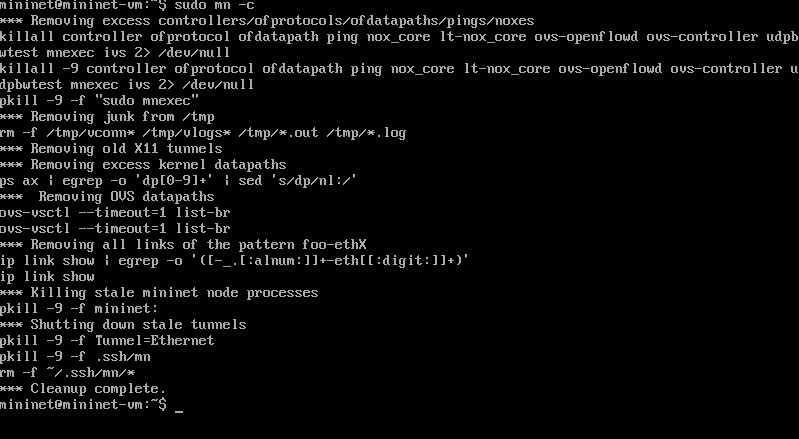 mininet@mininet-vm:~$ sudo mn -c
*** Removing excess controllers/ofprotocols/ofdatapaths/pings/noxes
killall controller ofprotocol ofdatapath ping nox_core lt-nox_core ovs-openflowd ovs-controller udpb
wtest mnexec ivs 2> /dev/null
killall -9 controller ofprotocol ofdatapath ping nox_core lt-nox_core ovs-openflowd ovs-controller u
dpbwtest mnexec ivs 2> /dev/null
pkill -9 -f "sudo mnexec"
*** Removing junk from /tmp
rm -f /tmp/vconn* /tmp/vlogs* /tmp/*.out /tmp/*.log
*** Removing old X11 tunnels
*** Removing excess kernel datapaths
ps ax | egrep -o 'dp[0-9]+' | sed 's/dp/nl:/'
***  Removing OVS datapaths
ovs-vsctl --timeout=1 list-br
ovs-vsctl --timeout=1 list-br
*** Removing all links of the pattern foo-ethX
ip link show | egrep -o '([-_.[:alnum:]]+-eth[[:digit:]]+)'
ip link show
*** Killing stale mininet node processes
pkill -9 -f mininet:
*** Shutting down stale tunnels
pkill -9 -f Tunnel=Ethernet
pkill -9 -f .ssh/mn
rm -f ~/.ssh/mn/*
*** Cleanup complete.
mininet@mininet-vm:~$ _